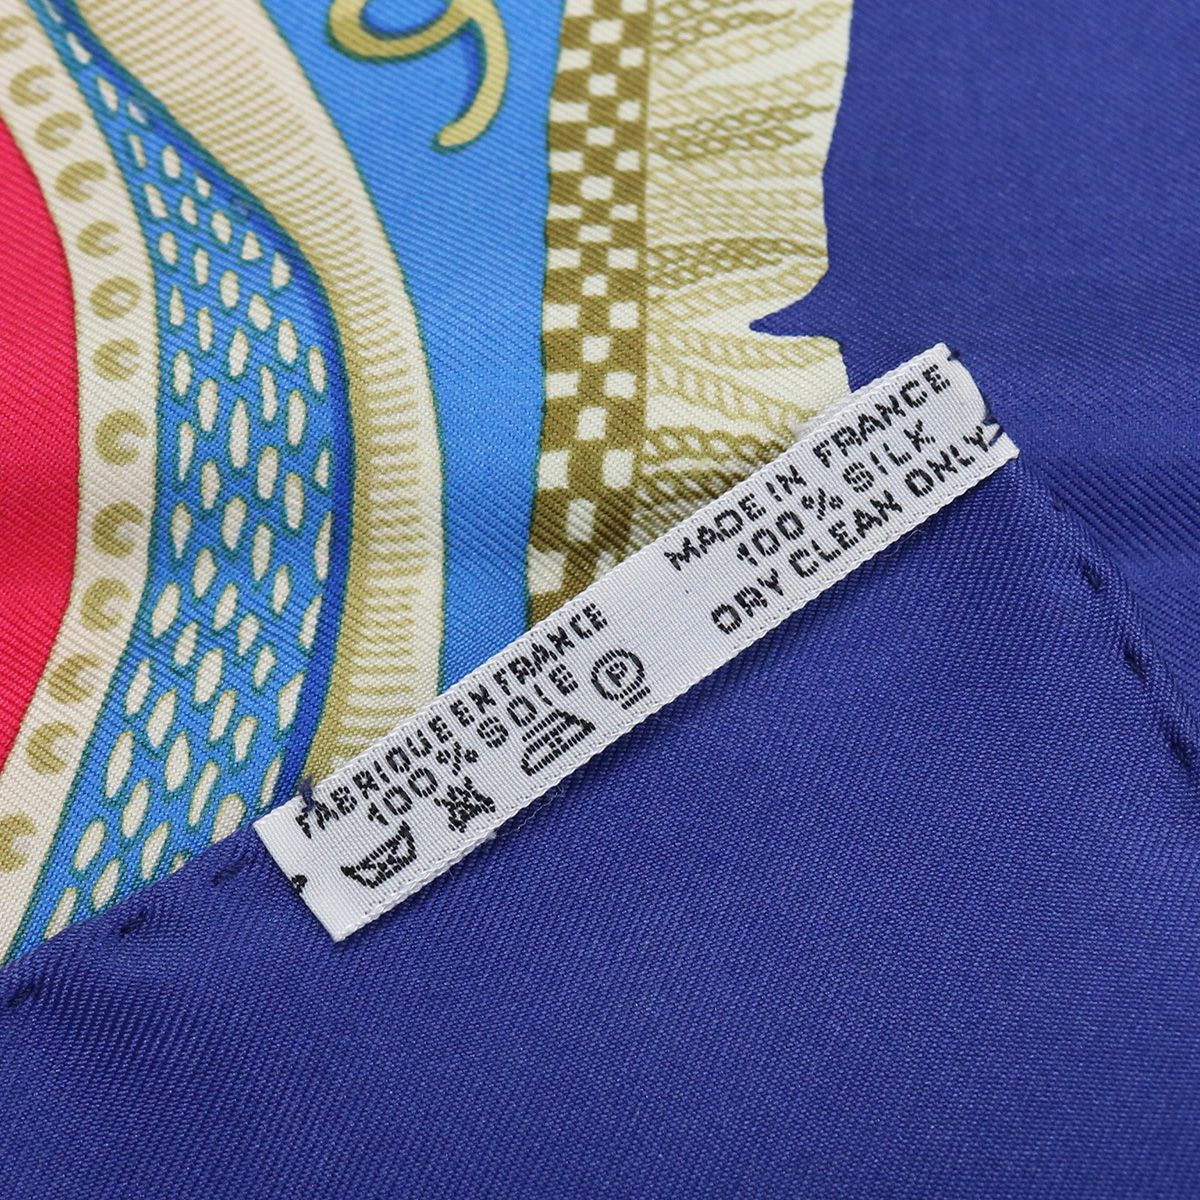 FABRIQUE EN FRANCE
100% SOIE
P
MADE IN FRANCE
100% SILK
DRY CLEAN ONLY